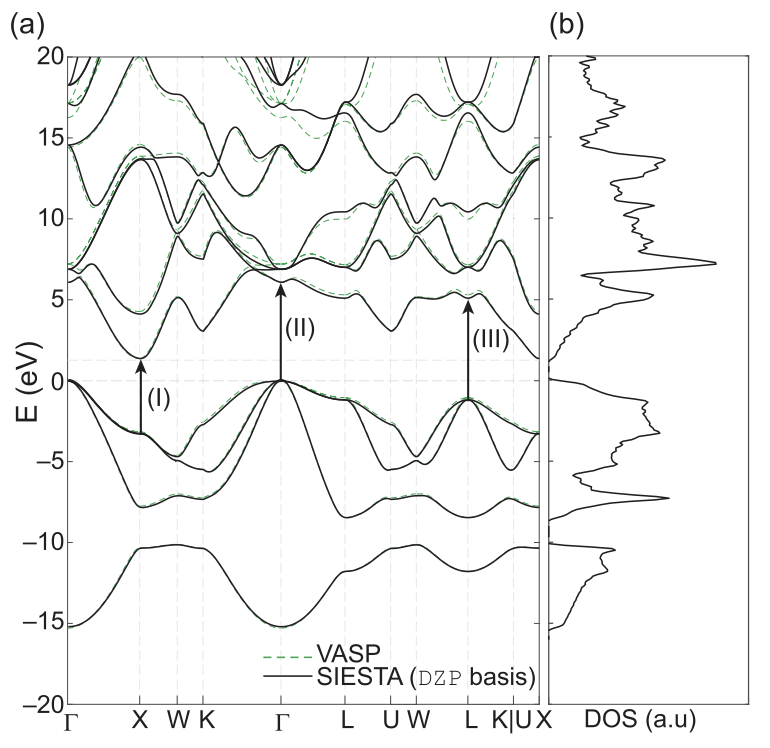 (a)
(b)
20
15
10
5
0
−5
−10
−15
−20
E (eV)
(I)
(II)
(III)
VASP
SIESTA (DZP basis)
Γ X W K Γ L U W L K|U X
DOS (a.u)